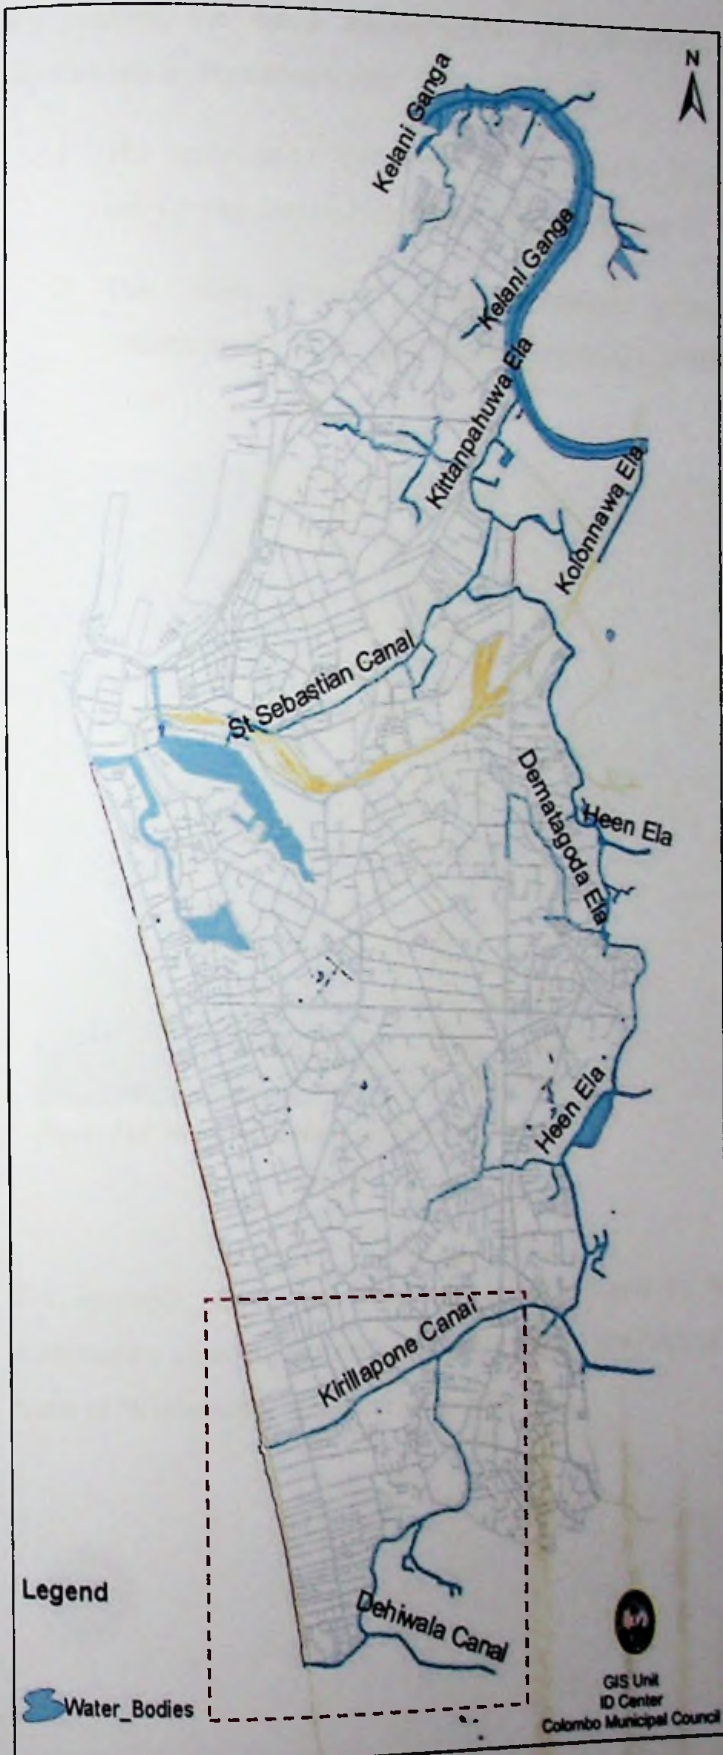 N
Kelani Ganga
Kelani Ganga
Kittanpahuwa Ela
Kolonnawa Ela
St Sebastian Canal
Dematagoda Ela
Heen Ela
Heen Ela
Kirillapone Canal
Dehiwala Canal
Legend
Water_Bodies
GIS Unit
ID Center
Colombo Municipal Council